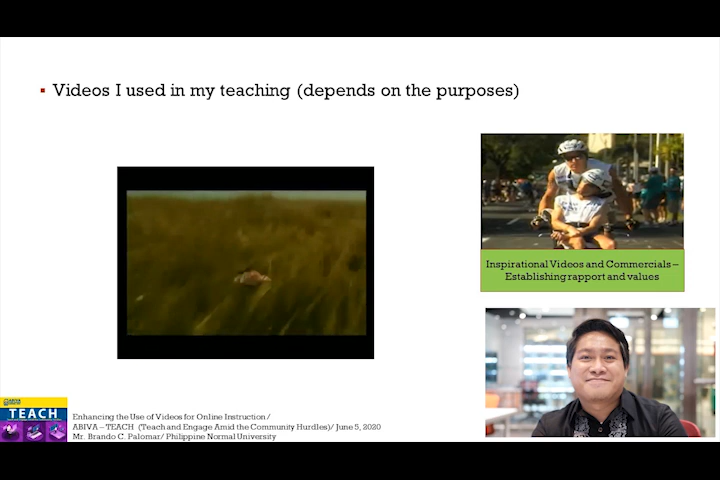 Videos I used in my teaching (depends on the purposes)
Inspirational Videos and Commercials –
Establishing rapport and values
TEACH
Enhancing the Use of Videos for Online Instruction /
ABIVA – TEACH  (Teach and Engage Amid the Community Hurdles)/ June 5, 2020
Mr. Brando C. Palomar/ Philippine Normal University